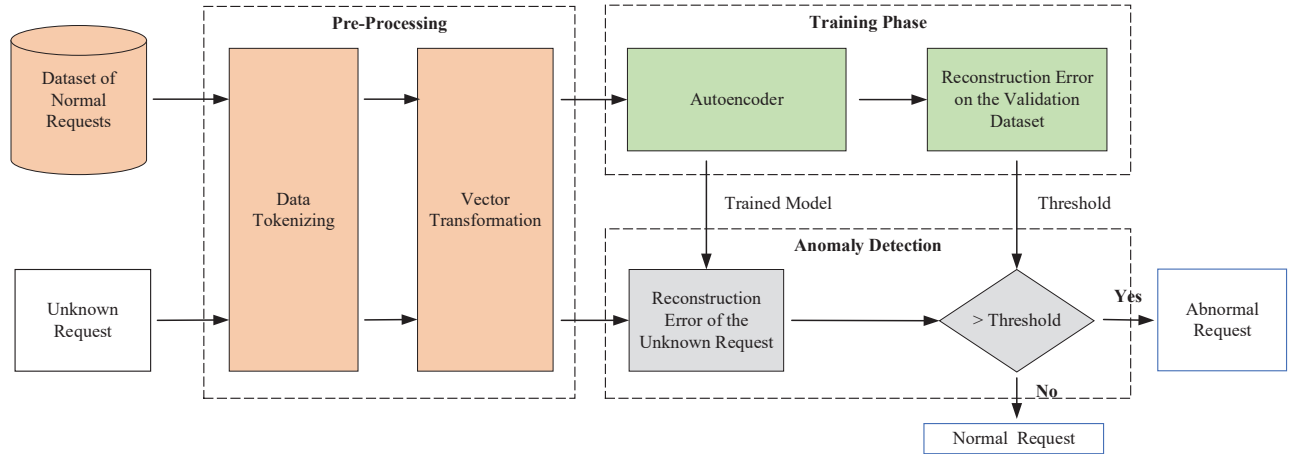 Pre-Processing
Training Phase
Dataset of
Normal
Requests
Data
Tokenizing
Vector
Transformation
Autoencoder
Reconstruction Error
on the Validation
Dataset
Trained Model
Threshold
Anomaly Detection
Unknown
Request
Reconstruction
Error of the
Unknown Request
> Threshold
Yes
Abnormal
Request
No
Normal Request